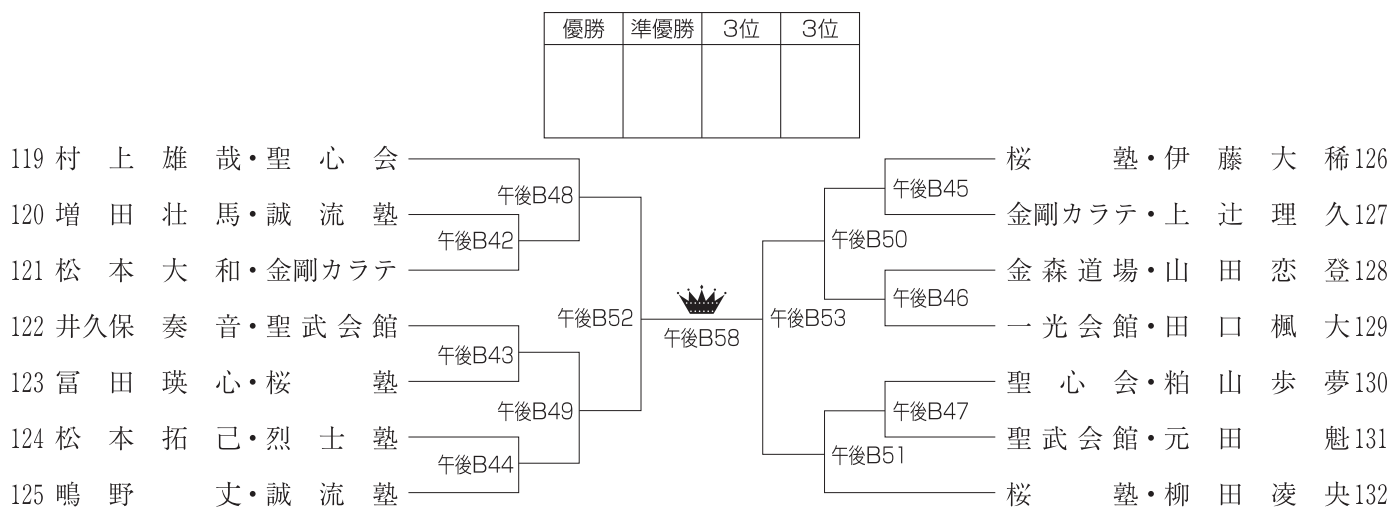 優勝 準優勝 3位 3位
119 村上雄哉・聖心会
120 増田壮馬・誠流塾
121 松本大和・金剛カラテ
122 井久保奏音・聖武会館
123 冨田瑛心・桜塾
124 松本拓己・烈士塾
125 鴫野丈・誠流塾
午後B48
午後B42
午後B43
午後B49
午後B44
午後B52
午後B58
午後B53
午後B45
午後B50
午後B46
午後B47
午後B51
桜塾・伊藤大稀 126
金剛カラテ・上辻理久 127
金森道場・山田恋登 128
一光会館・田口楓大 129
聖心会・粕山歩夢 130
聖武会館・元田魁 131
桜塾・柳田凌央 132